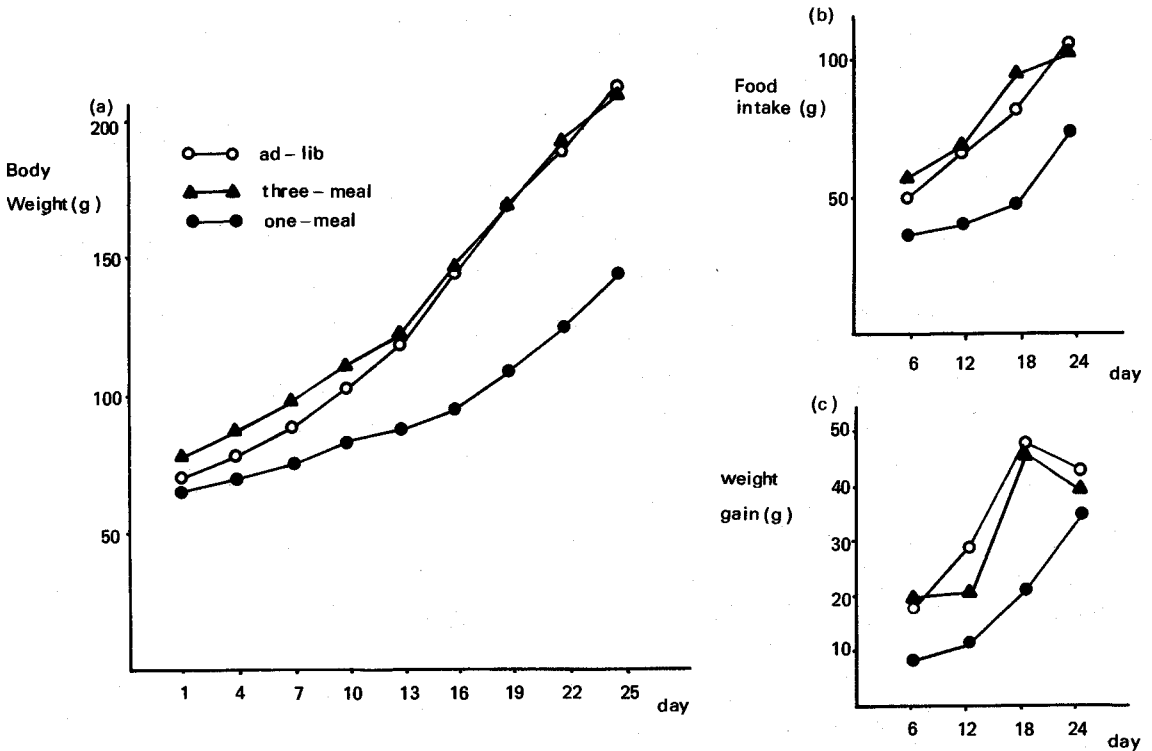 (a)
200
Body
Weight (g)
150
100
50
ad – lib
three – meal
one – meal
1 4 7 10 13 16 19 22 25
day
(b)
100
Food
intake (g)
50
6 12 18 24
day
(c)
50
40
weight
gain (g)
30
20
10
6 12 18 24
day